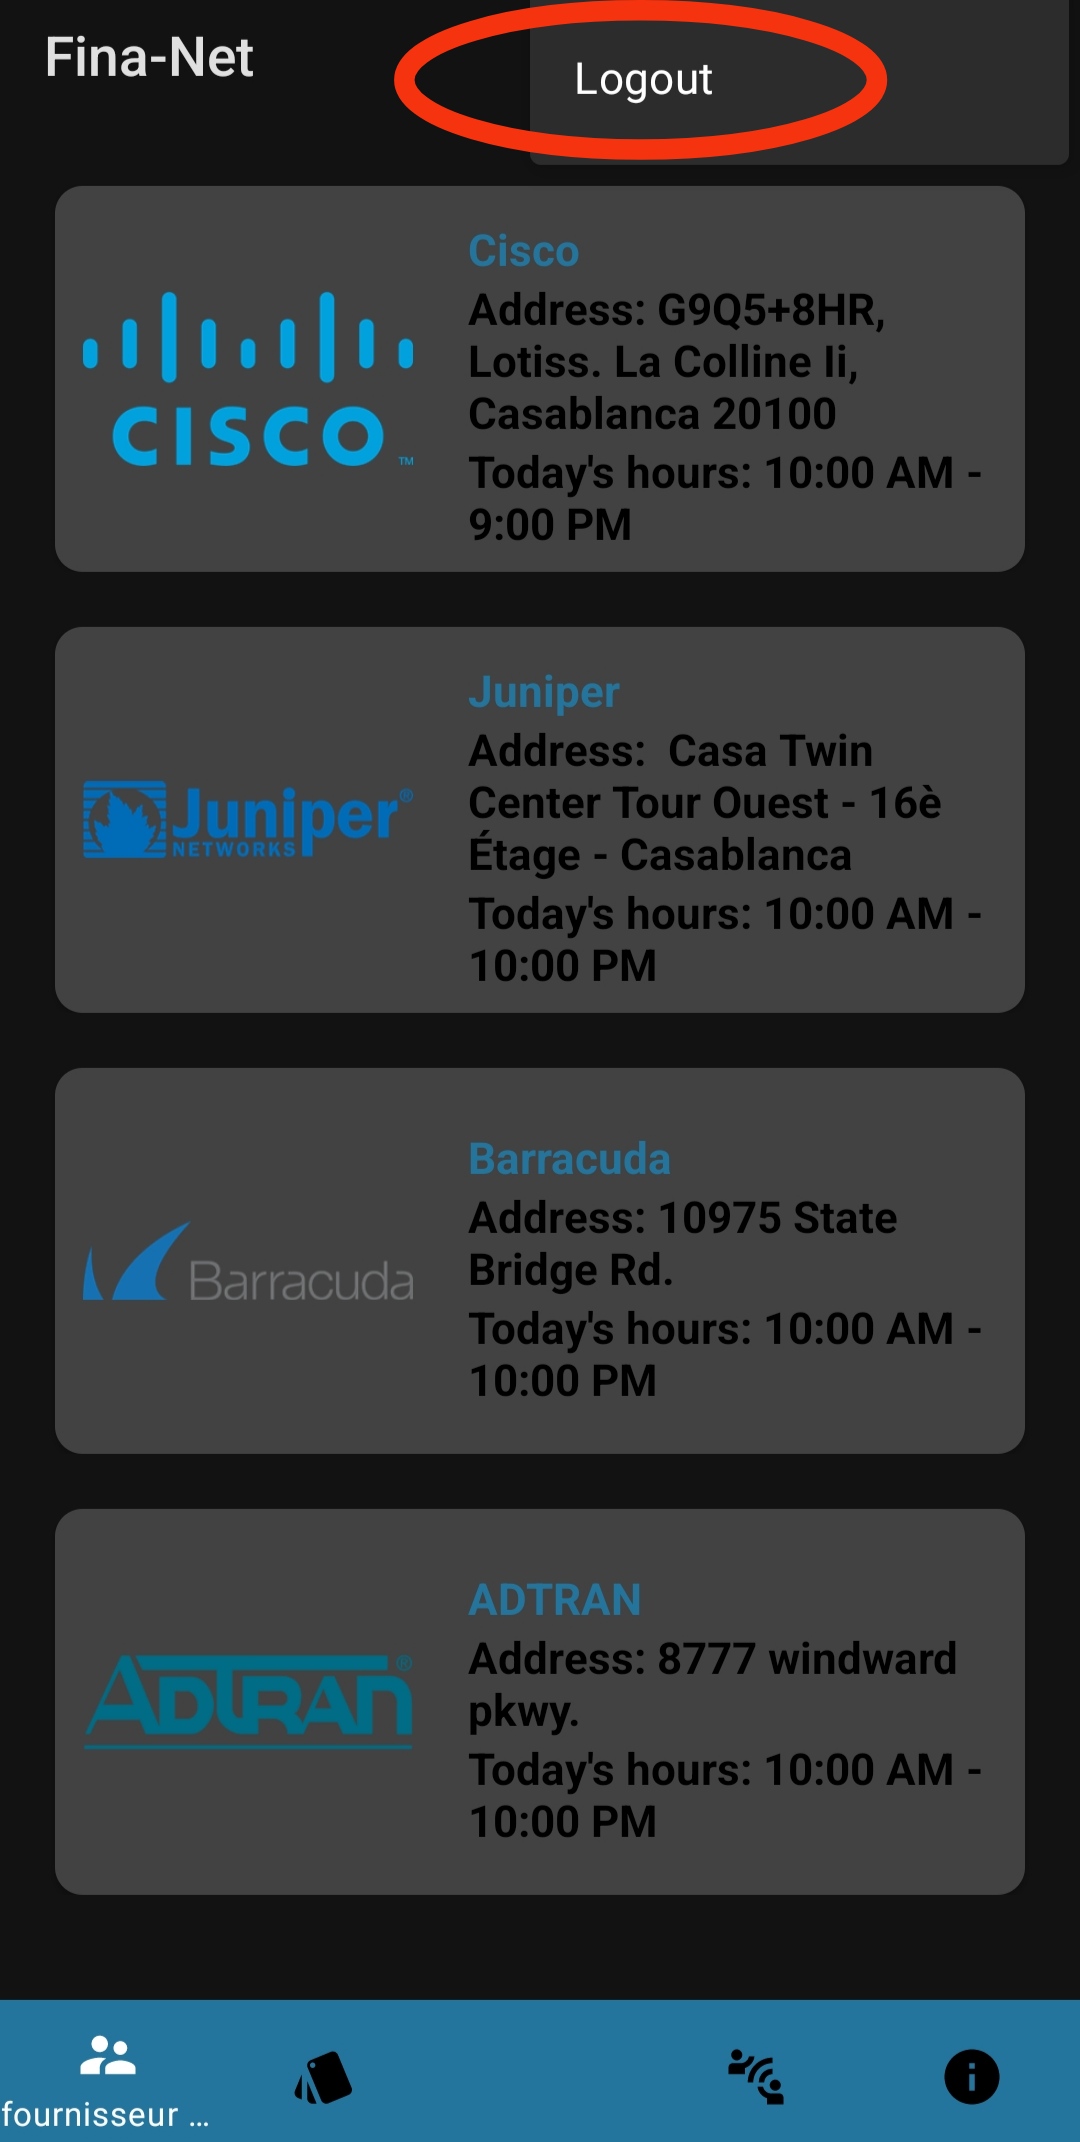 Fina-Net
Logout
Cisco
Address: G9Q5+8HR,
Lotiss. La Colline Ii,
Casablanca 20100
Today's hours: 10:00 AM -
9:00 PM
CISCO™
Juniper
Address:  Casa Twin
Center Tour Ouest - 16è
Étage - Casablanca
Today's hours: 10:00 AM -
10:00 PM
Juniper®
NETWORKS
Barracuda
Address: 10975 State
Bridge Rd.
Today's hours: 10:00 AM -
10:00 PM
Barracuda
ADTRAN
Address: 8777 windward
pkwy.
Today's hours: 10:00 AM -
10:00 PM
ADTRAN®
fournisseur ...